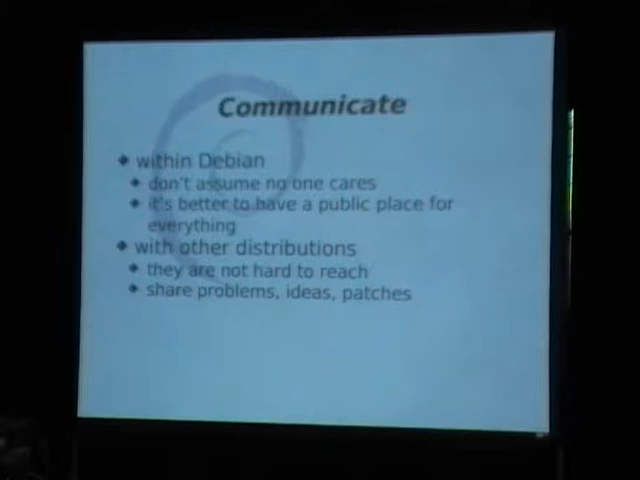 Communicate
within Debian
don't assume no one cares
it's better to have a public place for
everything
with other distributions
they are not hard to reach
share problems, ideas, patches